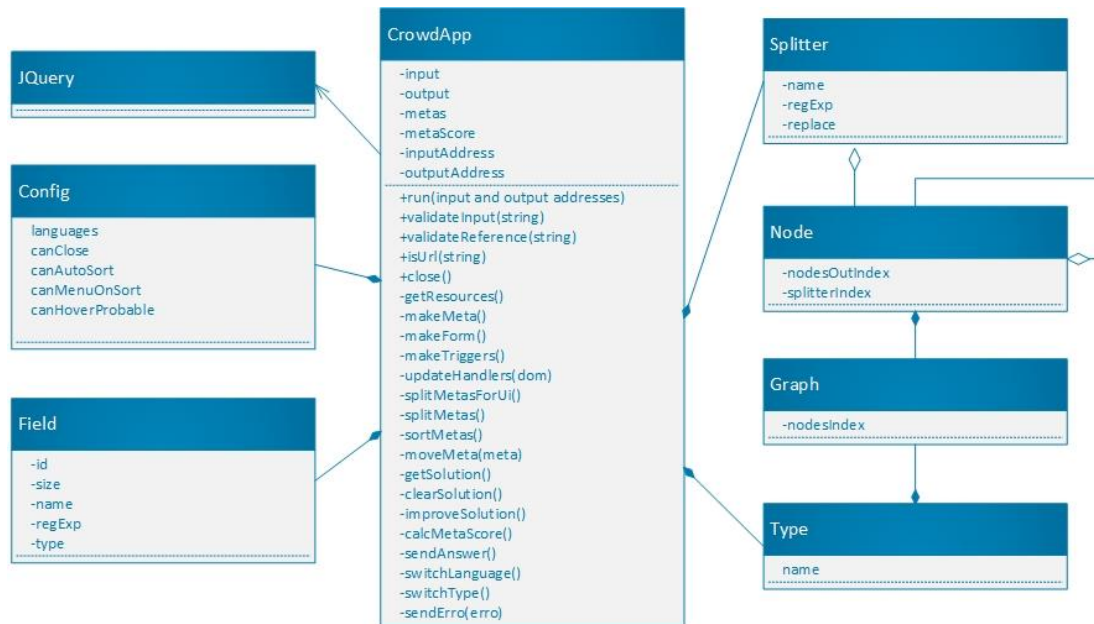 JQuery
Config
languages
canClose
canAutoSort
canMenuOnSort
canHoverProbable
Field
-id
-size
-name
-regExp
-type
CrowdApp
-input
-output
-metas
-metaScore
-inputAddress
-outputAddress
+run(input and output addresses)
+validateInput(string)
+validateReference(string)
+isUrl(string)
+close()
-getResources()
-makeMeta()
-makeForm()
-makeTriggers()
-updateHandlers(dom)
-splitMetasForUi()
-splitMetas()
-sortMetas()
-moveMeta(meta)
-getSolution()
-clearSolution()
-improveSolution()
-calcMetaScore()
-sendAnswer()
-switchLanguage()
-switchType()
-sendErro(erro)
Splitter
-name
-regExp
-replace
Node
-nodesOutIndex
-splitterIndex
Graph
-nodesIndex
Type
name